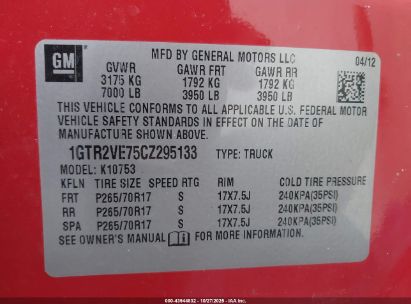 GM
MFD BY GENERAL MOTORS LLC
GVWR GAWR FRT GAWR RR 04/12
3175 KG 1792 KG 1792 KG
7000 LB 3950 LB 3950 LB
THIS VEHICLE CONFORMS TO ALL APPLICABLE U.S. FEDERAL MOTOR
VEHICLE SAFETY STANDARDS IN EFFECT ON THE DATE OF
MANUFACTURE SHOWN ABOVE.
1GTR2VE75CZ295133 TYPE: TRUCK
MODEL: K10753
KFLN TIRE SIZE SPEED RTG RIM COLD TIRE PRESSURE
FRT P265/70R17 S 17X7.5J 240KPA(35PSI)
RR P265/70R17 S 17X7.5J 240KPA(35PSI)
SPA P265/70R17 S 17X7.5J 240KPA(35PSI)
SEE OWNER'S MANUAL FOR MORE INFORMATION.